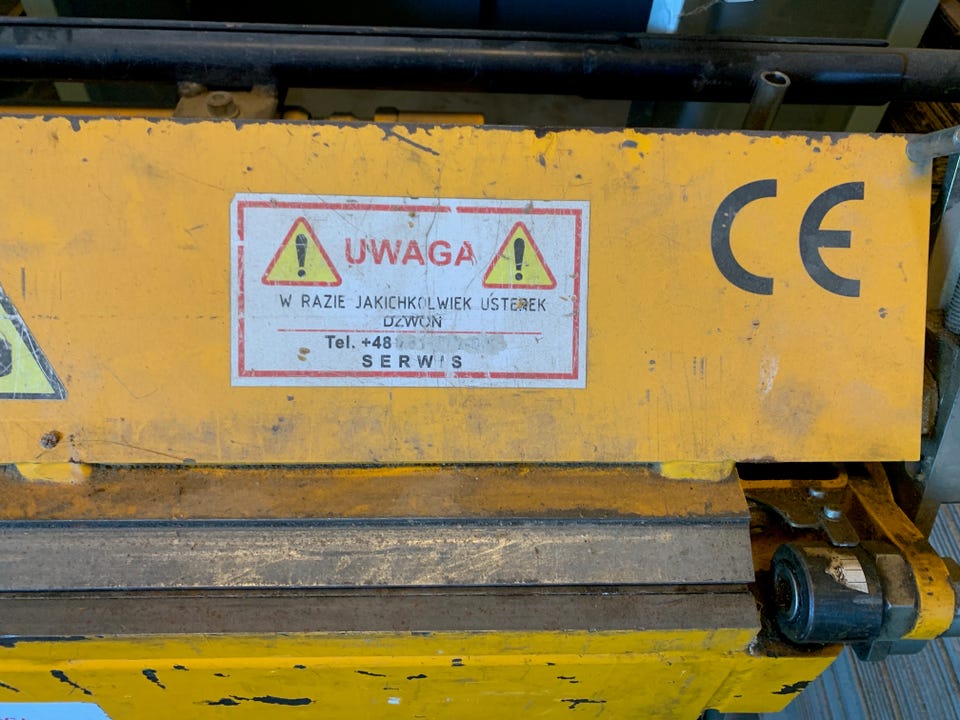 UWAGA
W RAZIE JAKICHKOLWIEK USTEREK
DZWOŃ
Tel. +48
SERWIS
CE